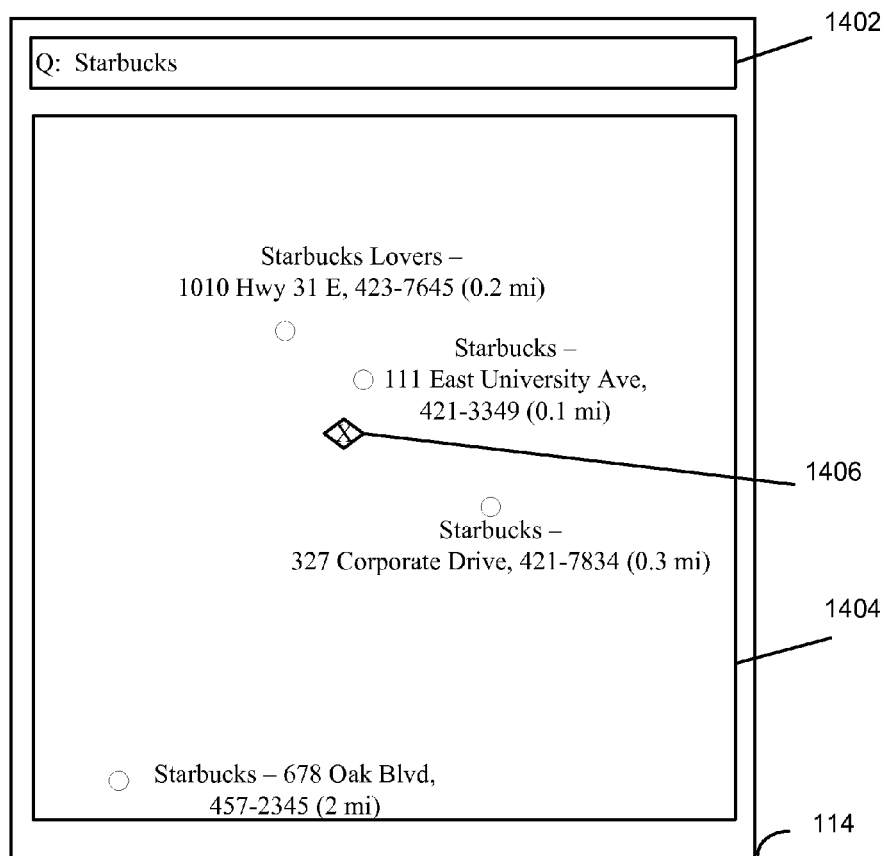 1402
Q: Starbucks
Starbucks Lovers –
1010 Hwy 31 E, 423-7645 (0.2 mi)
Starbucks –
111 East University Ave,
421-3349 (0.1 mi)
X
1406
Starbucks –
327 Corporate Drive, 421-7834 (0.3 mi)
1404
Starbucks – 678 Oak Blvd,
457-2345 (2 mi)
114